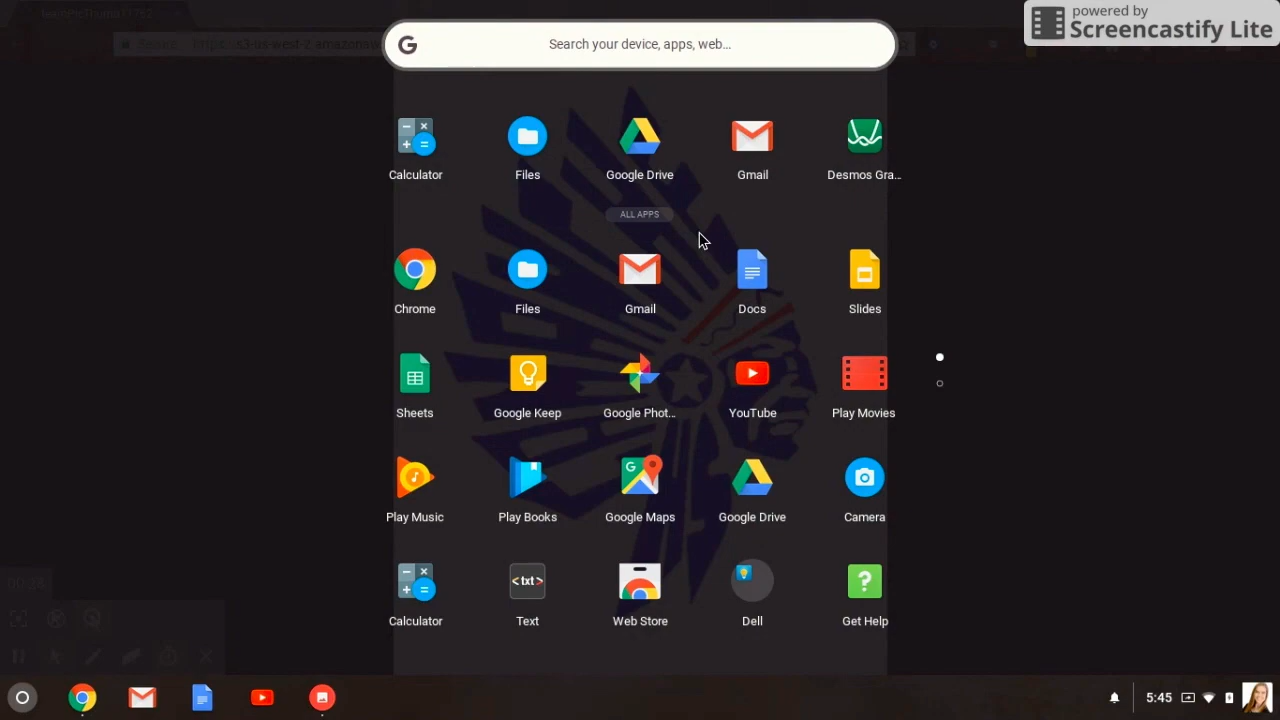 powered by
Screencastify Lite
G
Search your device, apps, web...
Calculator
Files
Google Drive
Gmail
Desmos Gra...
ALL APPS
Chrome
Files
Gmail
Docs
Slides
Sheets
Google Keep
Google Phot...
YouTube
Play Movies
Play Music
Play Books
G
Google Maps
Google Drive
Camera
<txt>
?
Calculator
Text
Web Store
Dell
Get Help
5:45